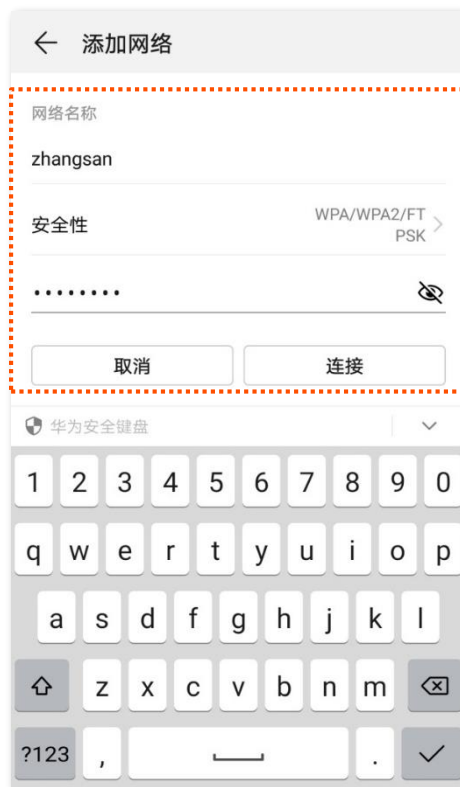 添加网络
网络名称
zhangsan
安全性
WPA/WPA2/FT
PSK
••••••••
取消 连接
华为安全键盘
1 2 3 4 5 6 7 8 9 0
q w e r t y u i o p
a s d f g h j k l
z x c v b n m
?123 , .